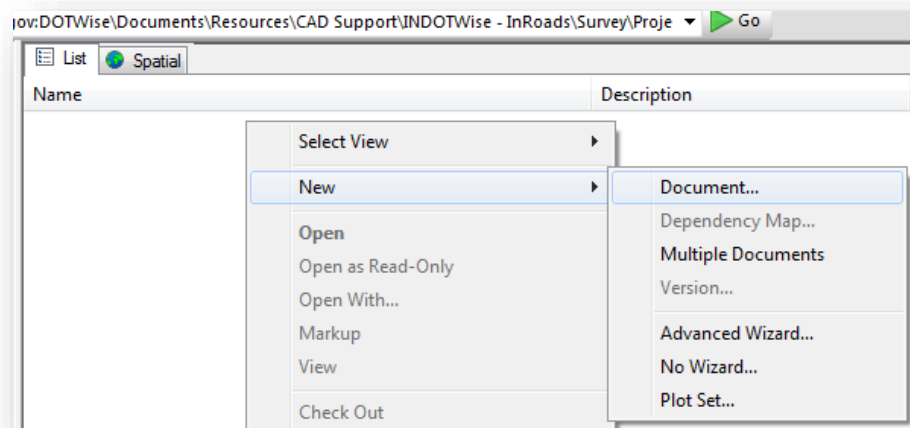 gov:DOTWise\Documents\Resources\CAD Support\INDOTWise - InRoads\Survey\Proje Go
List Spatial
Name Description
Select View
New
Open
Open as Read-Only
Open With...
Markup
View
Check Out
Document...
Dependency Map...
Multiple Documents
Version...
Advanced Wizard...
No Wizard...
Plot Set...